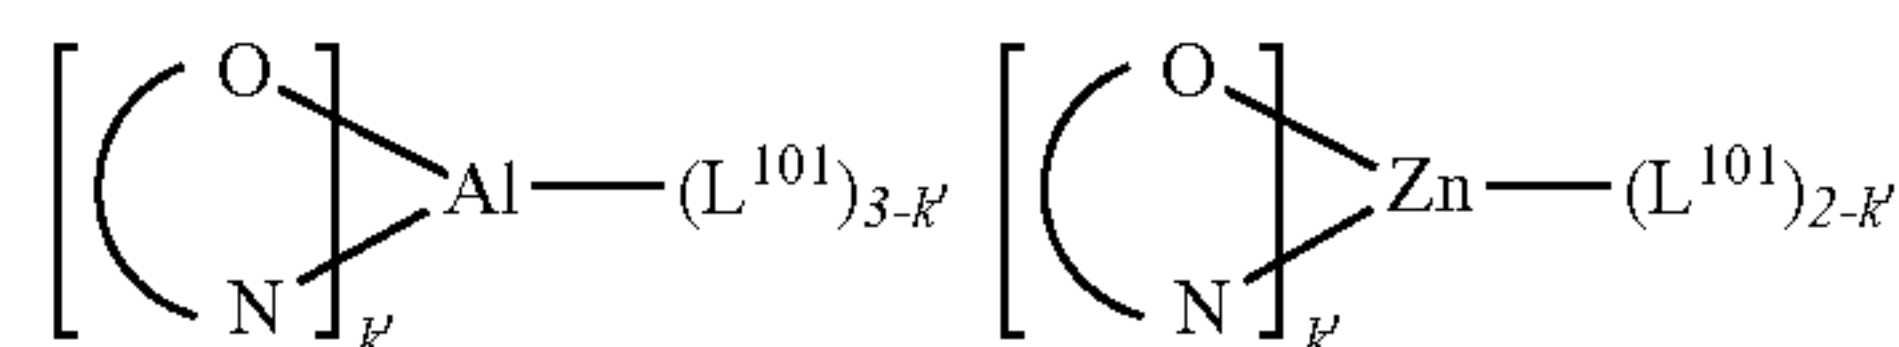 O O
Al (L¹⁰¹)₃₋ₖ′ Zn (L¹⁰¹)₂₋ₖ′
N N
k′ k′